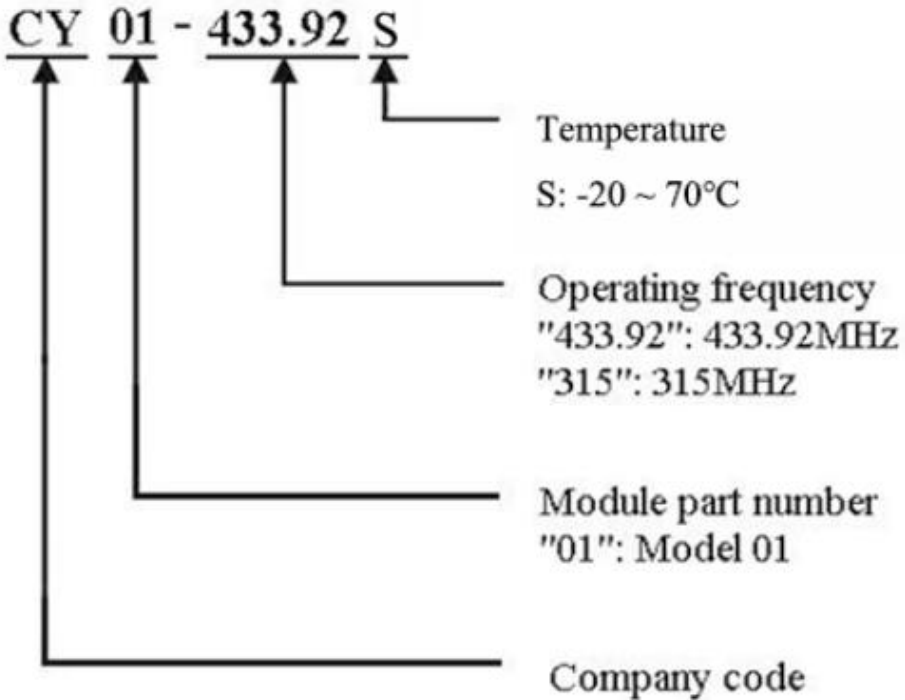 CY 01 - 433.92 S
Temperature
S: -20 ~ 70℃
Operating frequency
"433.92": 433.92MHz
"315": 315MHz
Module part number
"01": Model 01
Company code